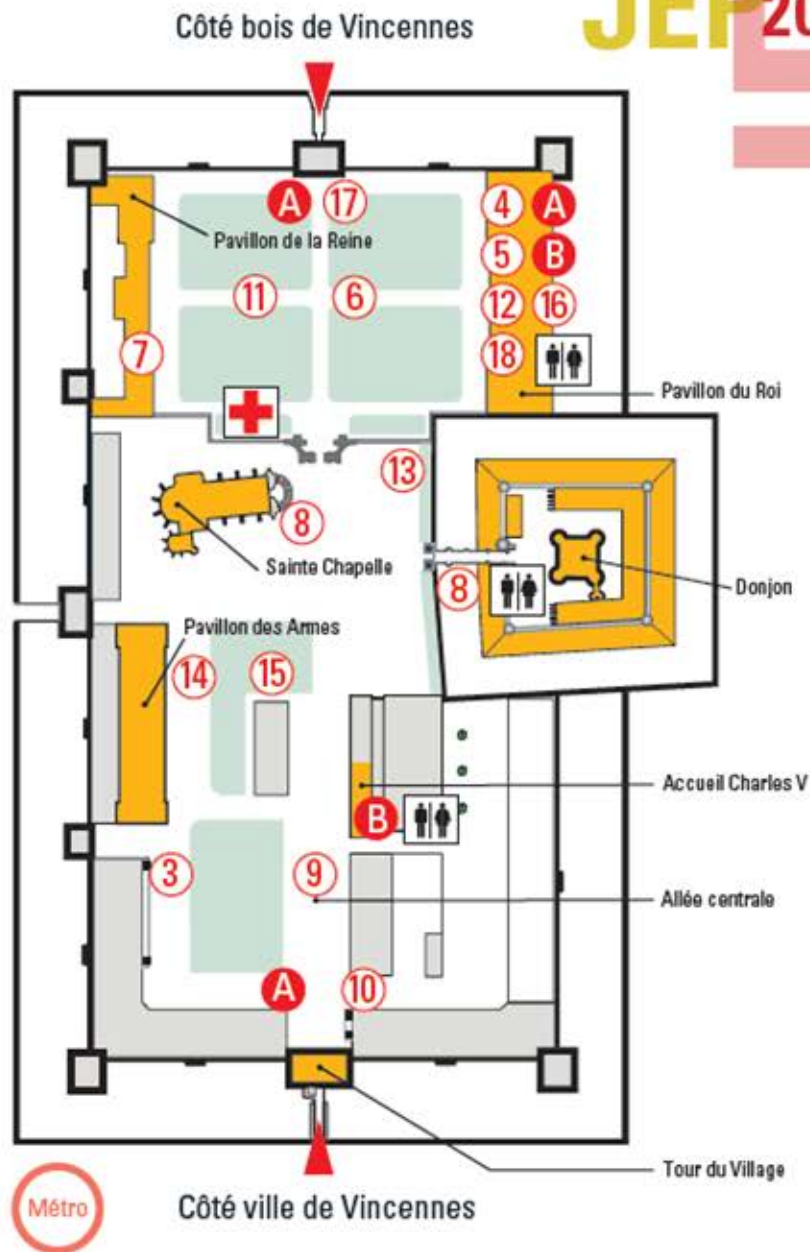 Côté bois de Vincennes
JEP 20
A 17 4 A
Pavillon de la Reine
5 B
11 6 12 16
7 18
Pavillon du Roi
13
8
Sainte Chapelle
8
Donjon
Pavillon des Armes
14 15
Accueil Charles V
B
3 9
Allée centrale
A 10
Tour du Village
Métro
Côté ville de Vincennes